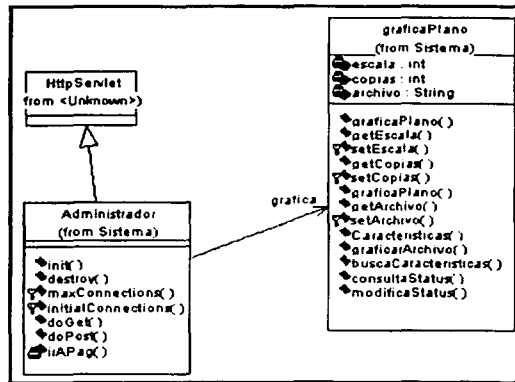 HttpServlet
from <Unknown>)
Administrador
(from Sistema)
init( )
destroy( )
maxConnections( )
initialConnections( )
doGet( )
doPost( )
irAPag( )
grafica
graficaPlano
(from Sistema)
escala : int
copias : int
archivo : String
graficaPlano( )
getEscala( )
setEscala( )
getCopias( )
setCopias( )
graficaPlano( )
getArchivo( )
setArchivo( )
Caracteristicas( )
graficarArchivo( )
buscaCaracteristicas( )
consultaStatus( )
modificaStatus( )